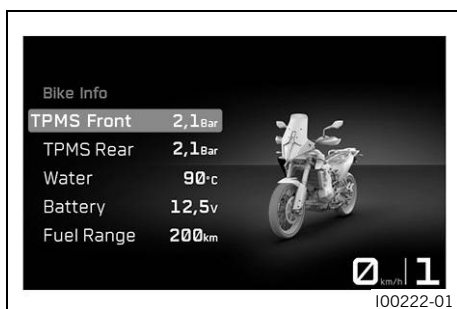 Bike Info
TPMS Front 2,1Bar
TPMS Rear 2,1Bar
Water 90°C
Battery 12,5V
Fuel Range 200km
0 km/h 1
I00222-01